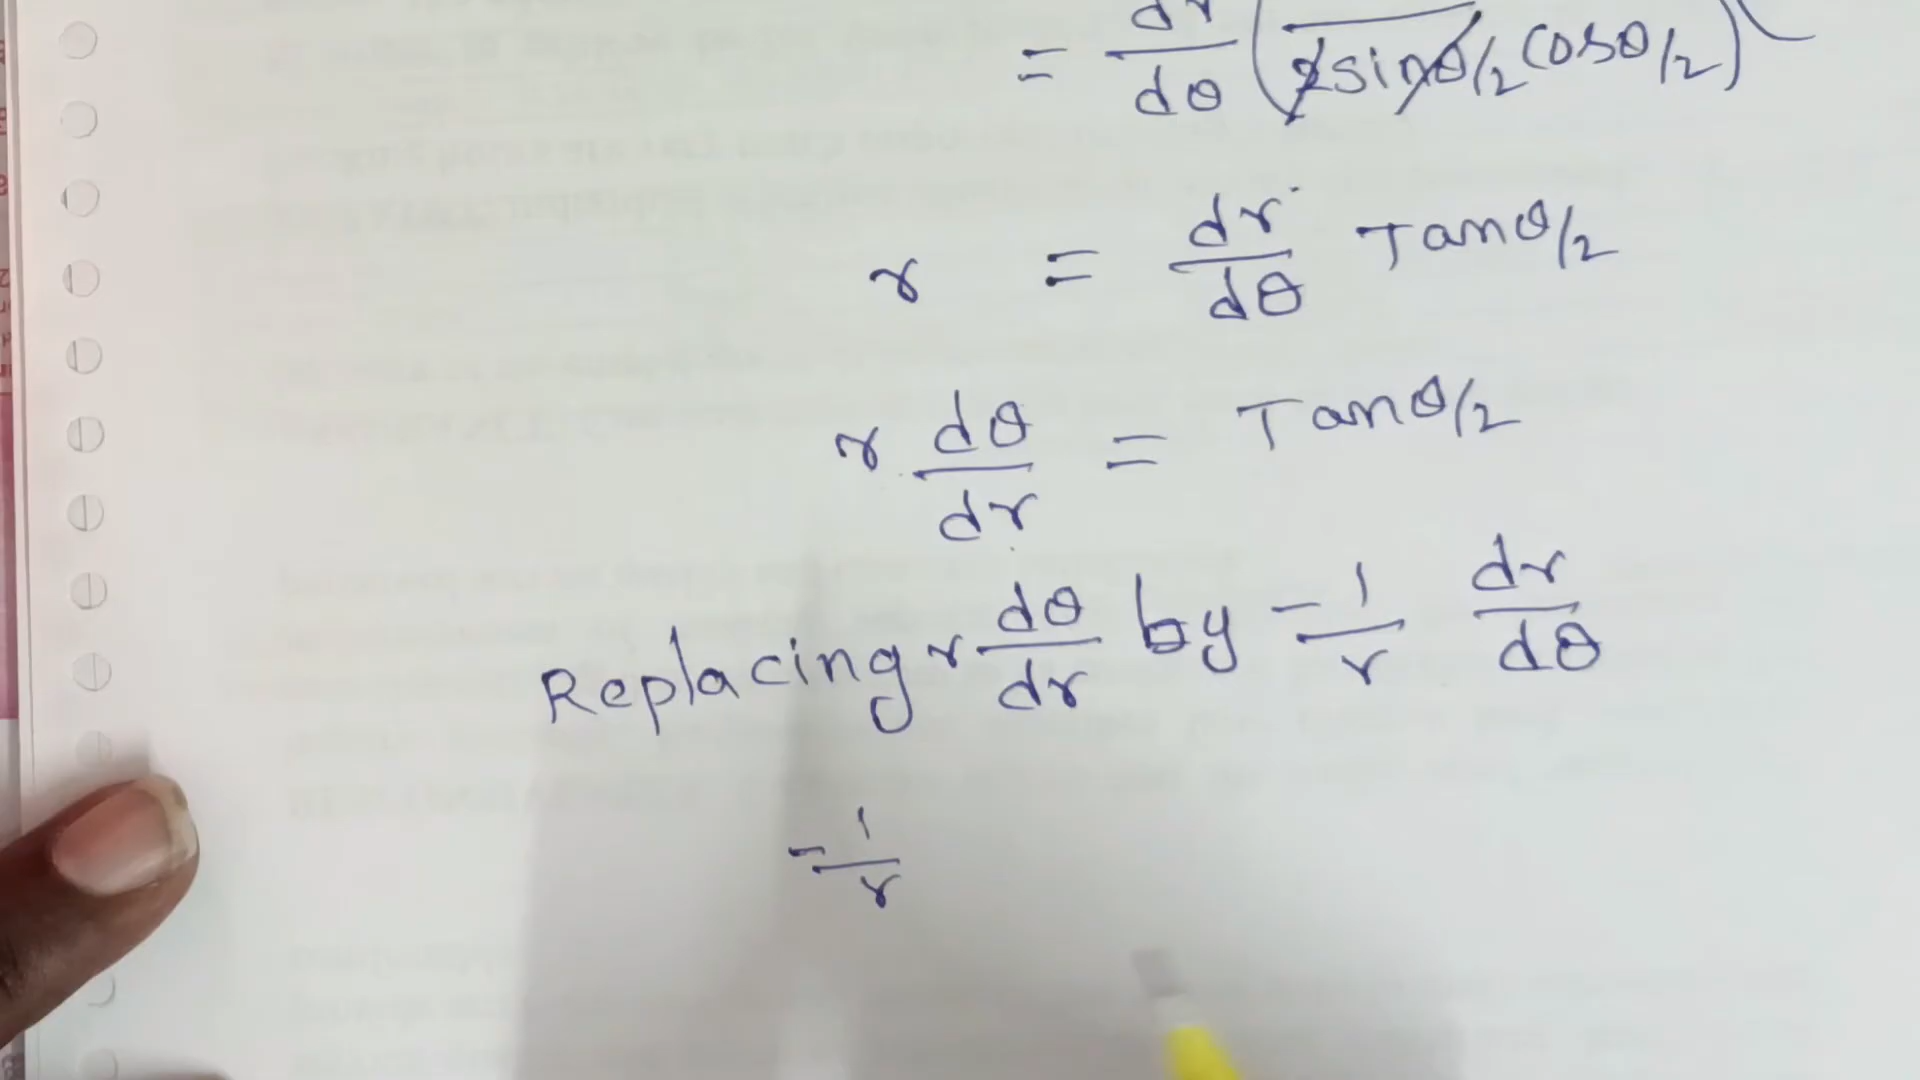 = dr/dθ (2sinθ/2 cosθ/2)
r = dr/dθ Tanθ/2
r dθ/dr = Tanθ/2
Replacing r dθ/dr by -1/r dr/dθ
-1/r